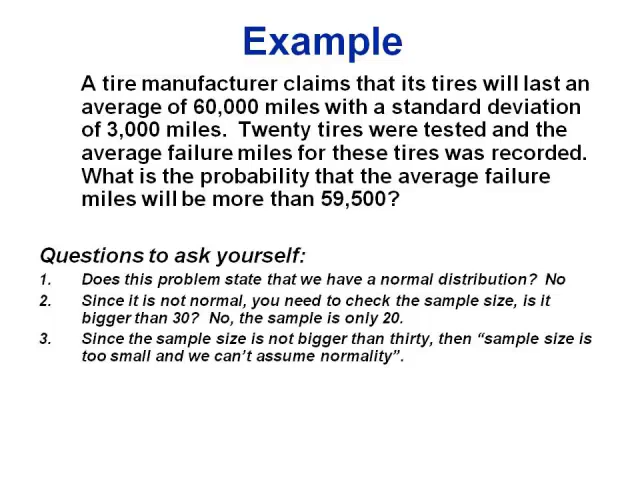 Example
A tire manufacturer claims that its tires will last an
average of 60,000 miles with a standard deviation
of 3,000 miles.  Twenty tires were tested and the
average failure miles for these tires was recorded.
What is the probability that the average failure
miles will be more than 59,500?
Questions to ask yourself:
1. Does this problem state that we have a normal distribution?  No
2. Since it is not normal, you need to check the sample size, is it
bigger than 30?  No, the sample is only 20.
3. Since the sample size is not bigger than thirty, then “sample size is
too small and we can’t assume normality”.